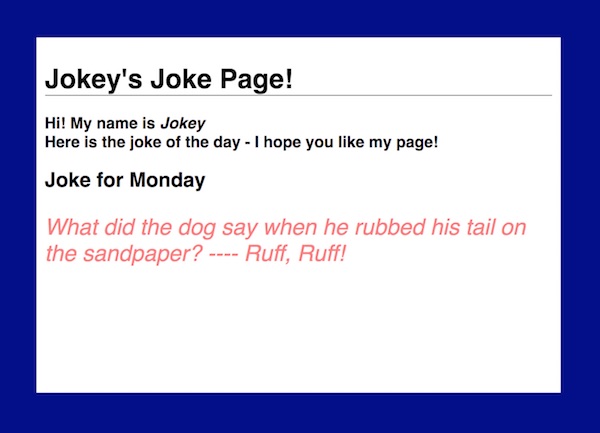 Jokey's Joke Page!
Hi! My name is Jokey
Here is the joke of the day - I hope you like my page!
Joke for Monday
What did the dog say when he rubbed his tail on
the sandpaper? ---- Ruff, Ruff!